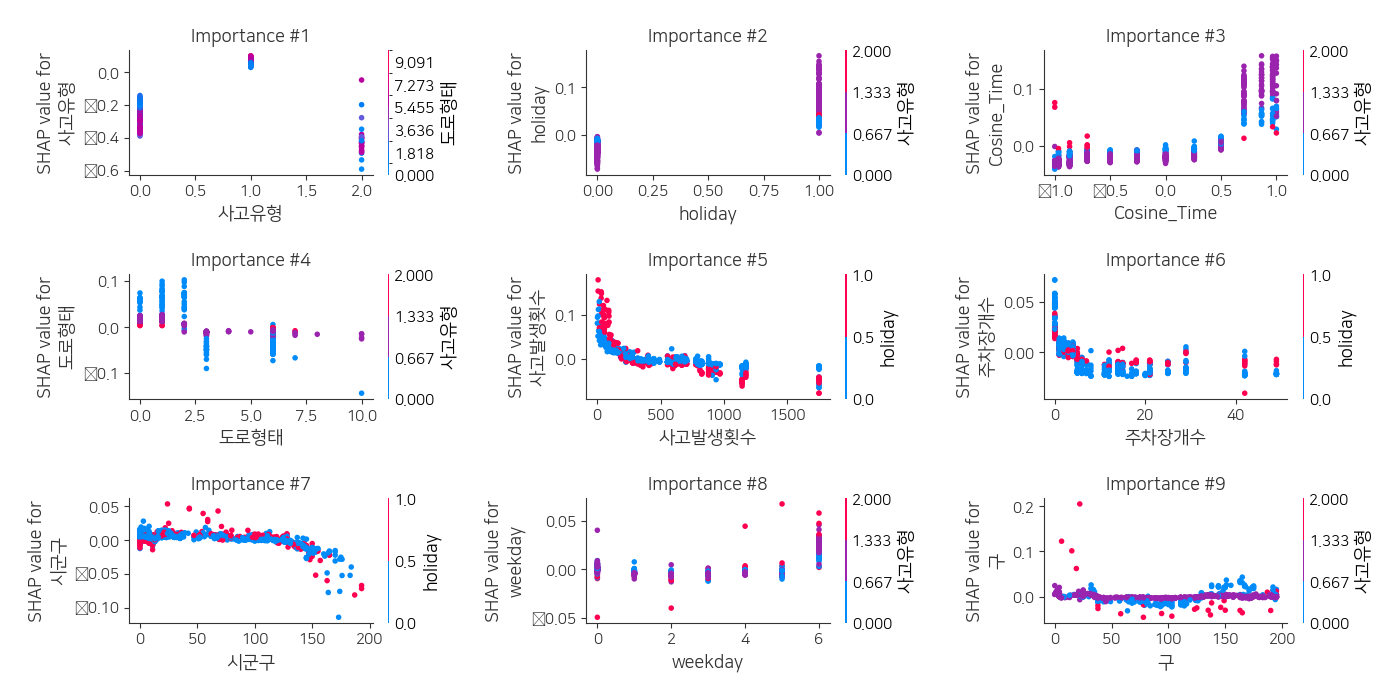 Importance #1
SHAP value for
사고유형
0.0
0.2
0.4
0.6
0.0
0.5
1.0
1.5
2.0
사고유형
9.091
7.273
5.455
3.636
1.818
0.000
도로형태
Importance #2
SHAP value for
holiday
0.1
0.0
0.00
0.25
0.50
0.75
1.00
holiday
2.000
1.333
0.667
0.000
사고유형
Importance #3
SHAP value for
Cosine_Time
0.1
0.0
1.0
0.5
0.0
0.5
1.0
Cosine_Time
2.000
1.333
0.667
0.000
사고유형
Importance #4
SHAP value for
도로형태
0.1
0.0
0.1
0.0
2.5
5.0
7.5
10.0
도로형태
2.000
1.333
0.667
0.000
사고유형
Importance #5
SHAP value for
사고발생횟수
0.1
0.0
0
500
1000
1500
사고발생횟수
1.0
0.5
0.0
holiday
Importance #6
SHAP value for
주차장개수
0.05
0.00
0
20
40
주차장개수
1.0
0.5
0.0
holiday
Importance #7
SHAP value for
시군구
0.05
0.00
0.05
0.10
0
50
100
150
200
시군구
1.0
0.5
0.0
holiday
Importance #8
SHAP value for
weekday
0.05
0.00
0.05
0
2
4
6
weekday
2.000
1.333
0.667
0.000
사고유형
Importance #9
SHAP value for
구
0.2
0.1
0.0
0
50
100
150
200
구
2.000
1.333
0.667
0.000
사고유형